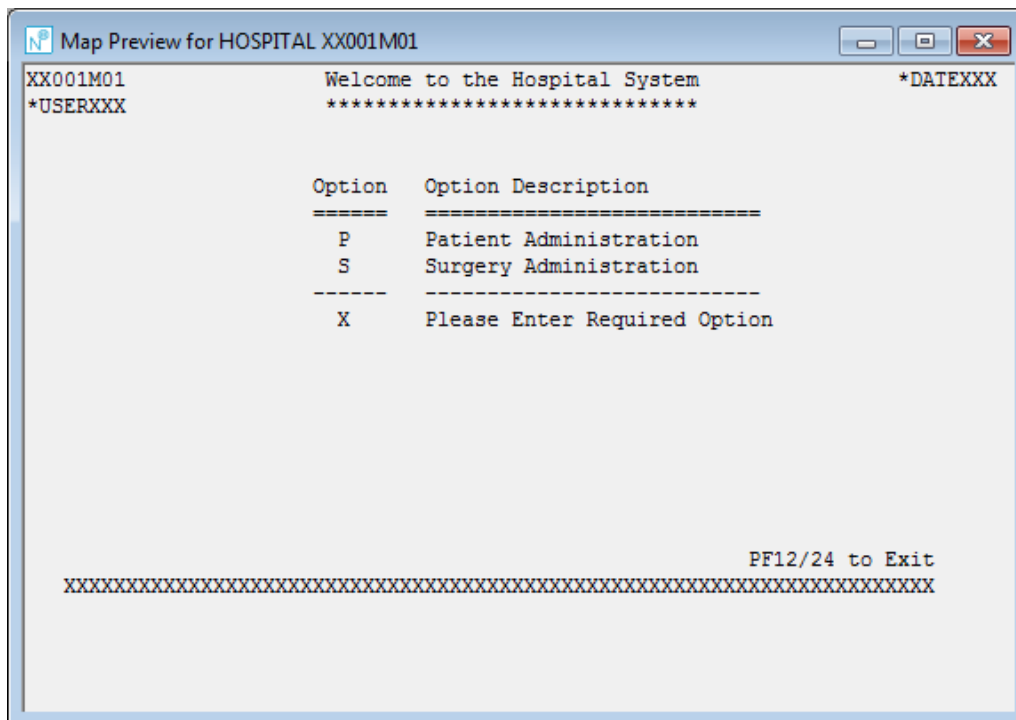 Map Preview for HOSPITAL XX001M01
XX001M01 Welcome to the Hospital System *DATEXXX
*USERXXX ******************************
Option Option Description
====== ===========================
P Patient Administration
S Surgery Administration
------ ---------------------------
X Please Enter Required Option
PF12/24 to Exit
XXXXXXXXXXXXXXXXXXXXXXXXXXXXXXXXXXXXXXXXXXXXXXXXXXXXXXXXXXXXXXXXXXXXXX